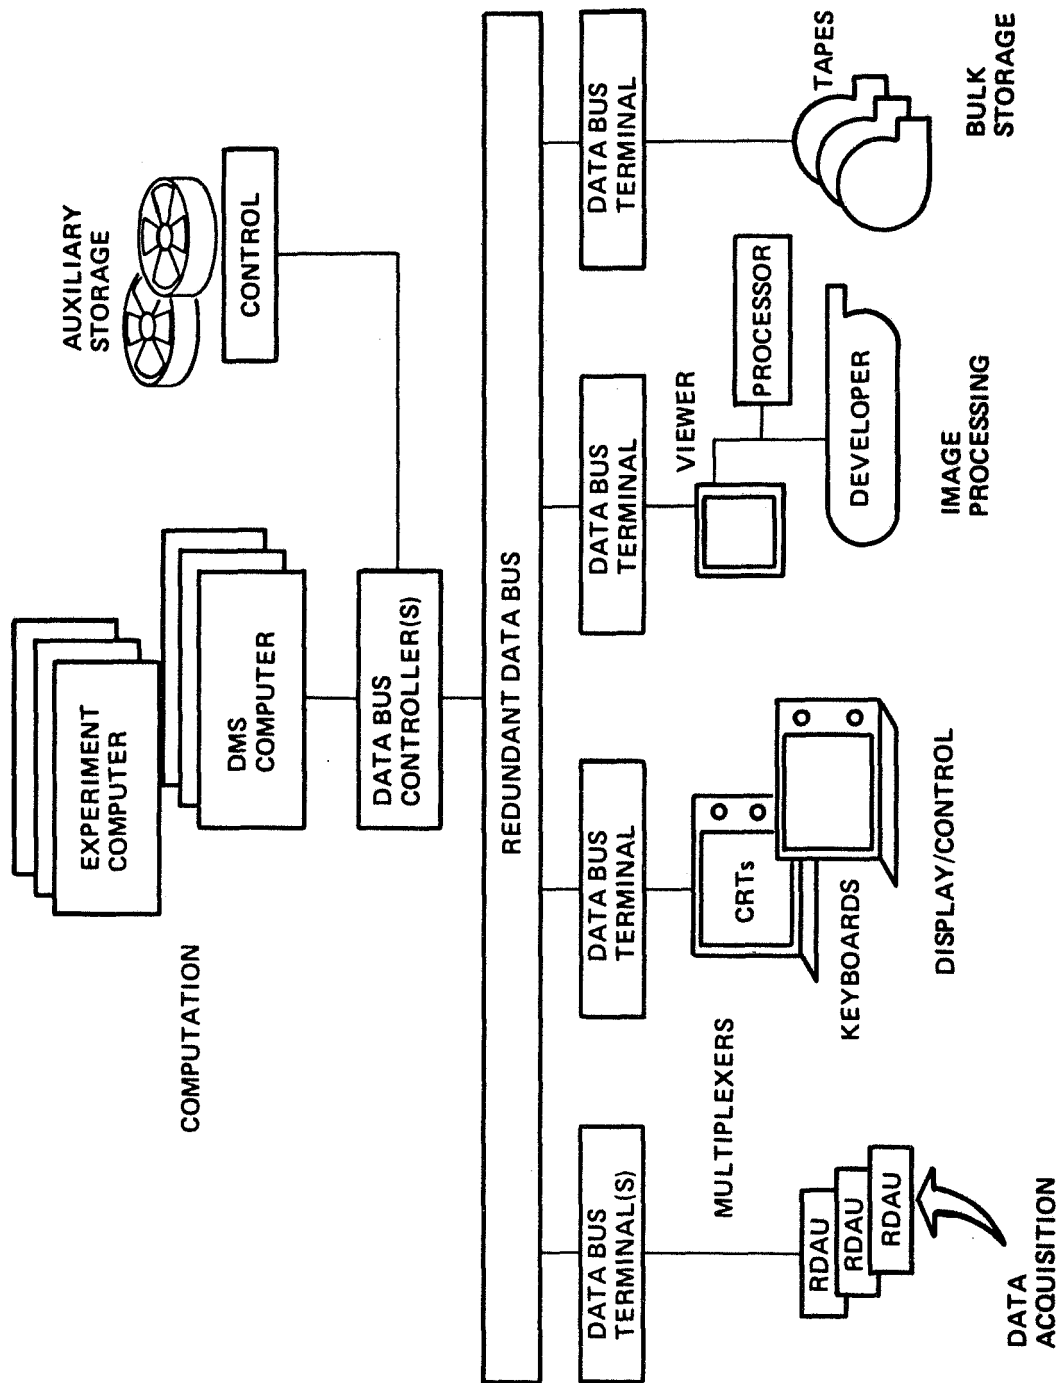 AUXILIARY
STORAGE
CONTROL
EXPERIMENT
COMPUTER
DMS
COMPUTER
COMPUTATION
DATA BUS
CONTROLLER(S)
REDUNDANT DATA BUS
DATA BUS
TERMINAL(S)
DATA BUS
TERMINAL
DATA BUS
TERMINAL
DATA BUS
TERMINAL
MULTIPLEXERS
RDAU
RDAU
RDAU
DATA
ACQUISITION
CRTs
KEYBOARDS
DISPLAY/CONTROL
VIEWER
PROCESSOR
DEVELOPER
IMAGE
PROCESSING
TAPES
BULK
STORAGE